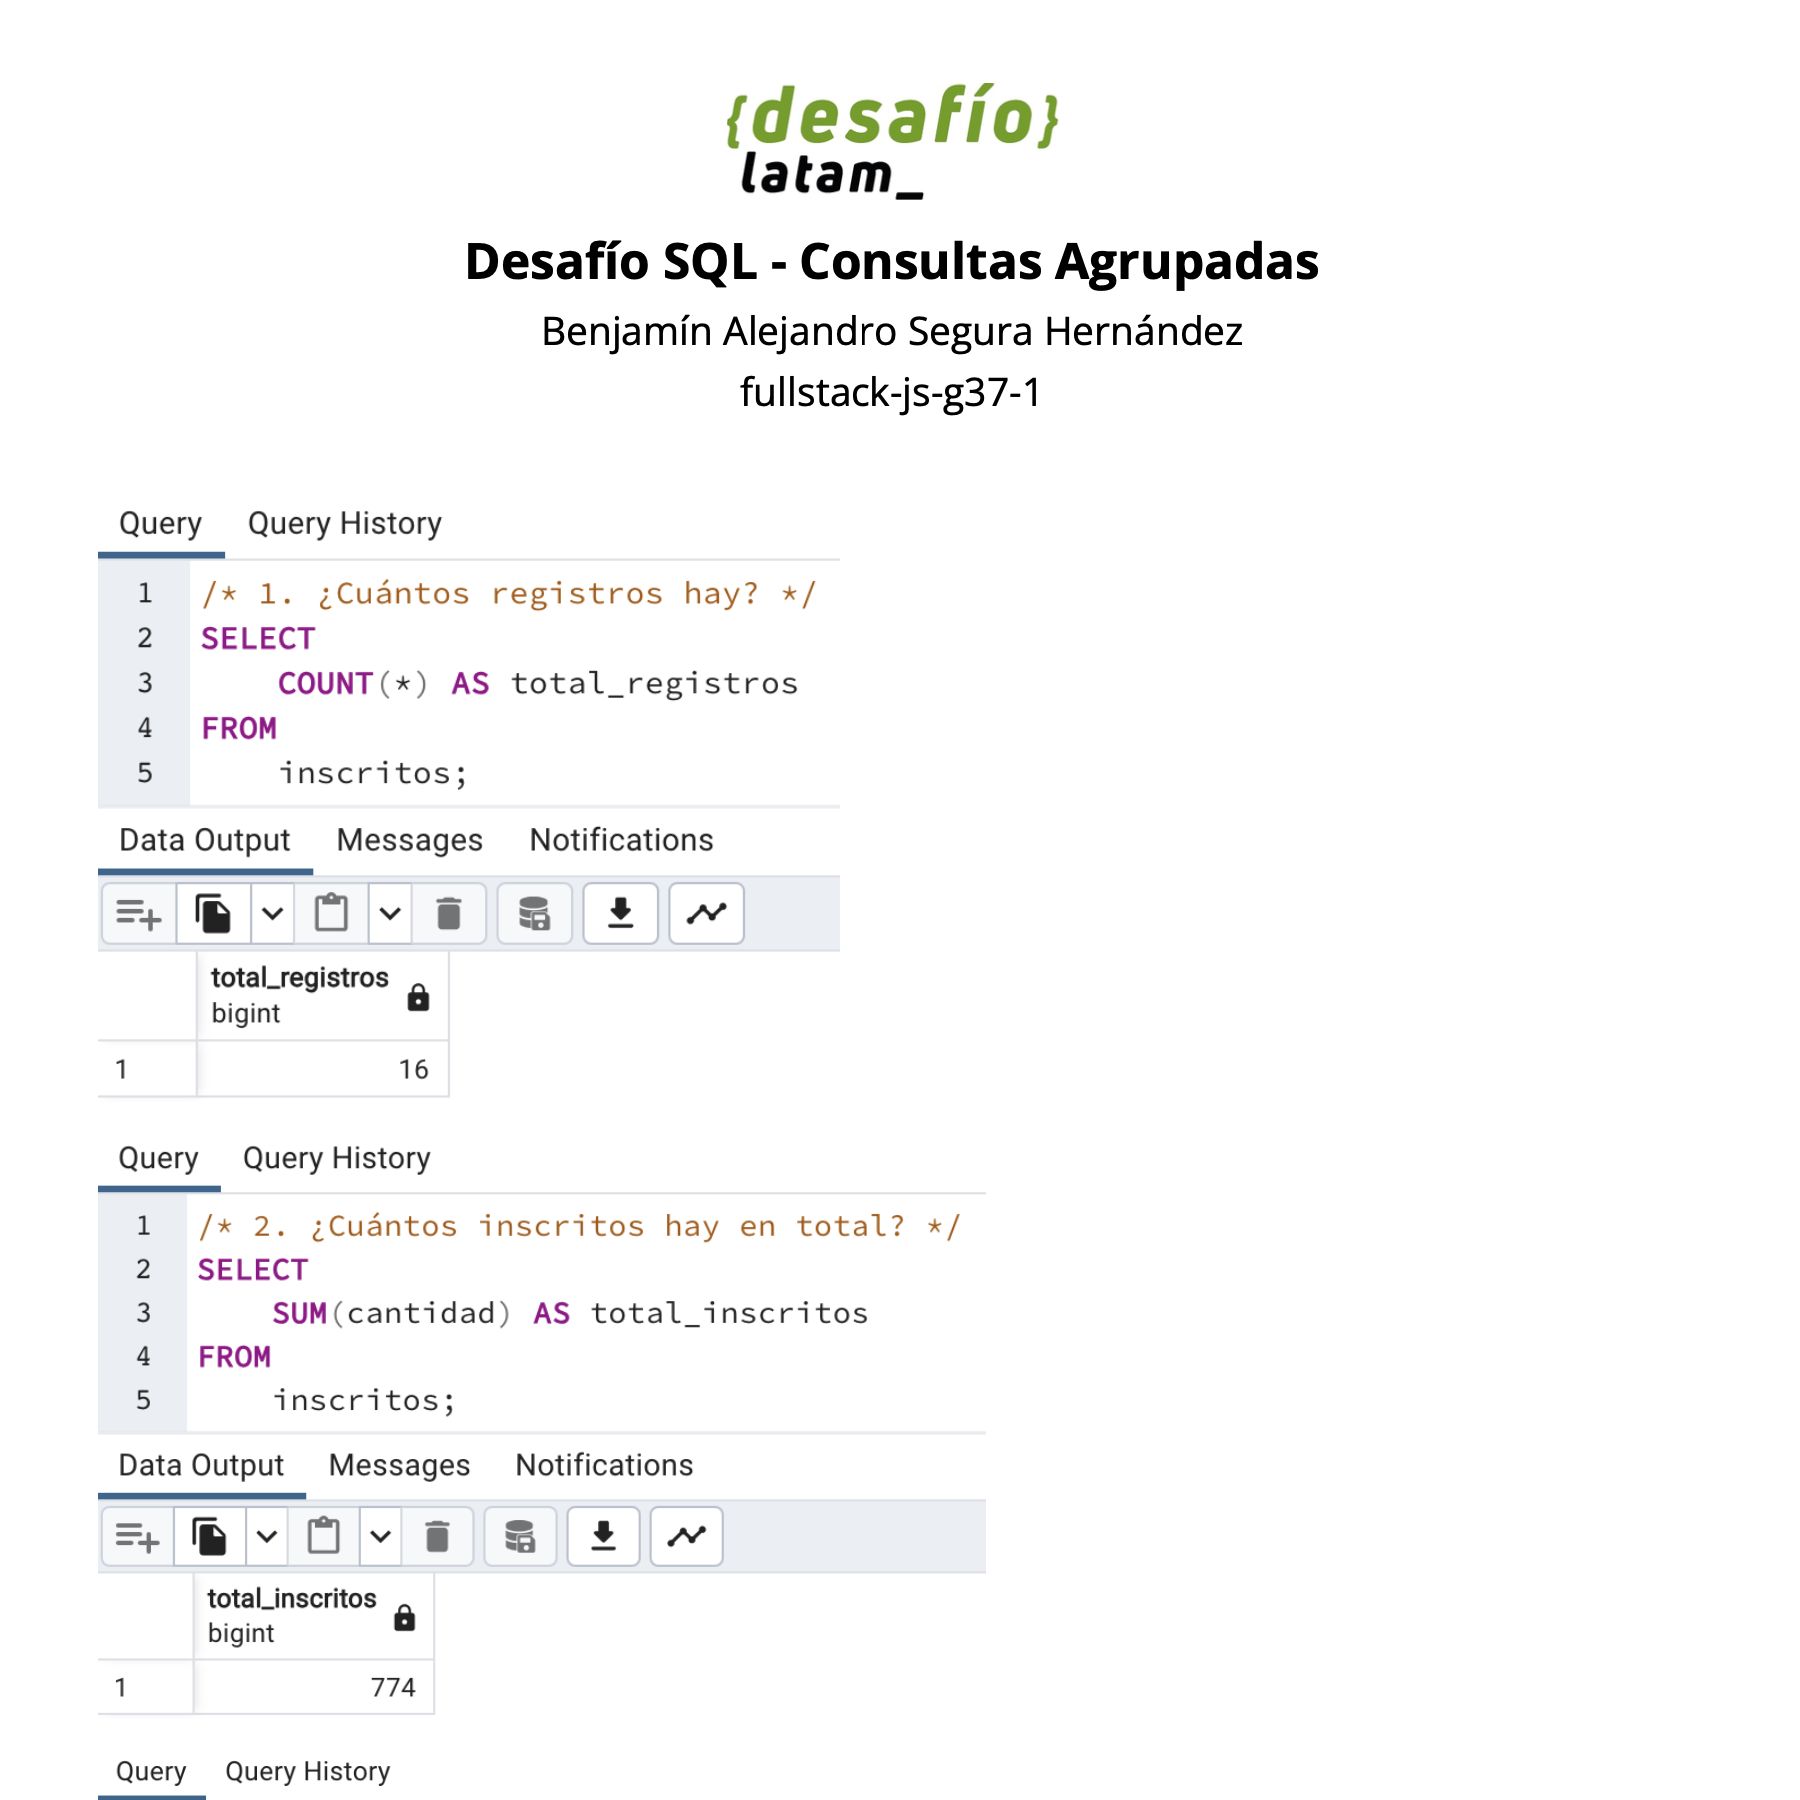 {desafío}
latam_
Desafío SQL - Consultas Agrupadas
Benjamín Alejandro Segura Hernández
fullstack-js-g37-1
Query Query History
1 /* 1. ¿Cuántos registros hay? */
2 SELECT
3 COUNT(*) AS total_registros
4 FROM
5 inscritos;
Data Output Messages Notifications
total_registros
bigint
1 16
Query Query History
1 /* 2. ¿Cuántos inscritos hay en total? */
2 SELECT
3 SUM(cantidad) AS total_inscritos
4 FROM
5 inscritos;
Data Output Messages Notifications
total_inscritos
bigint
1 774
Query Query History